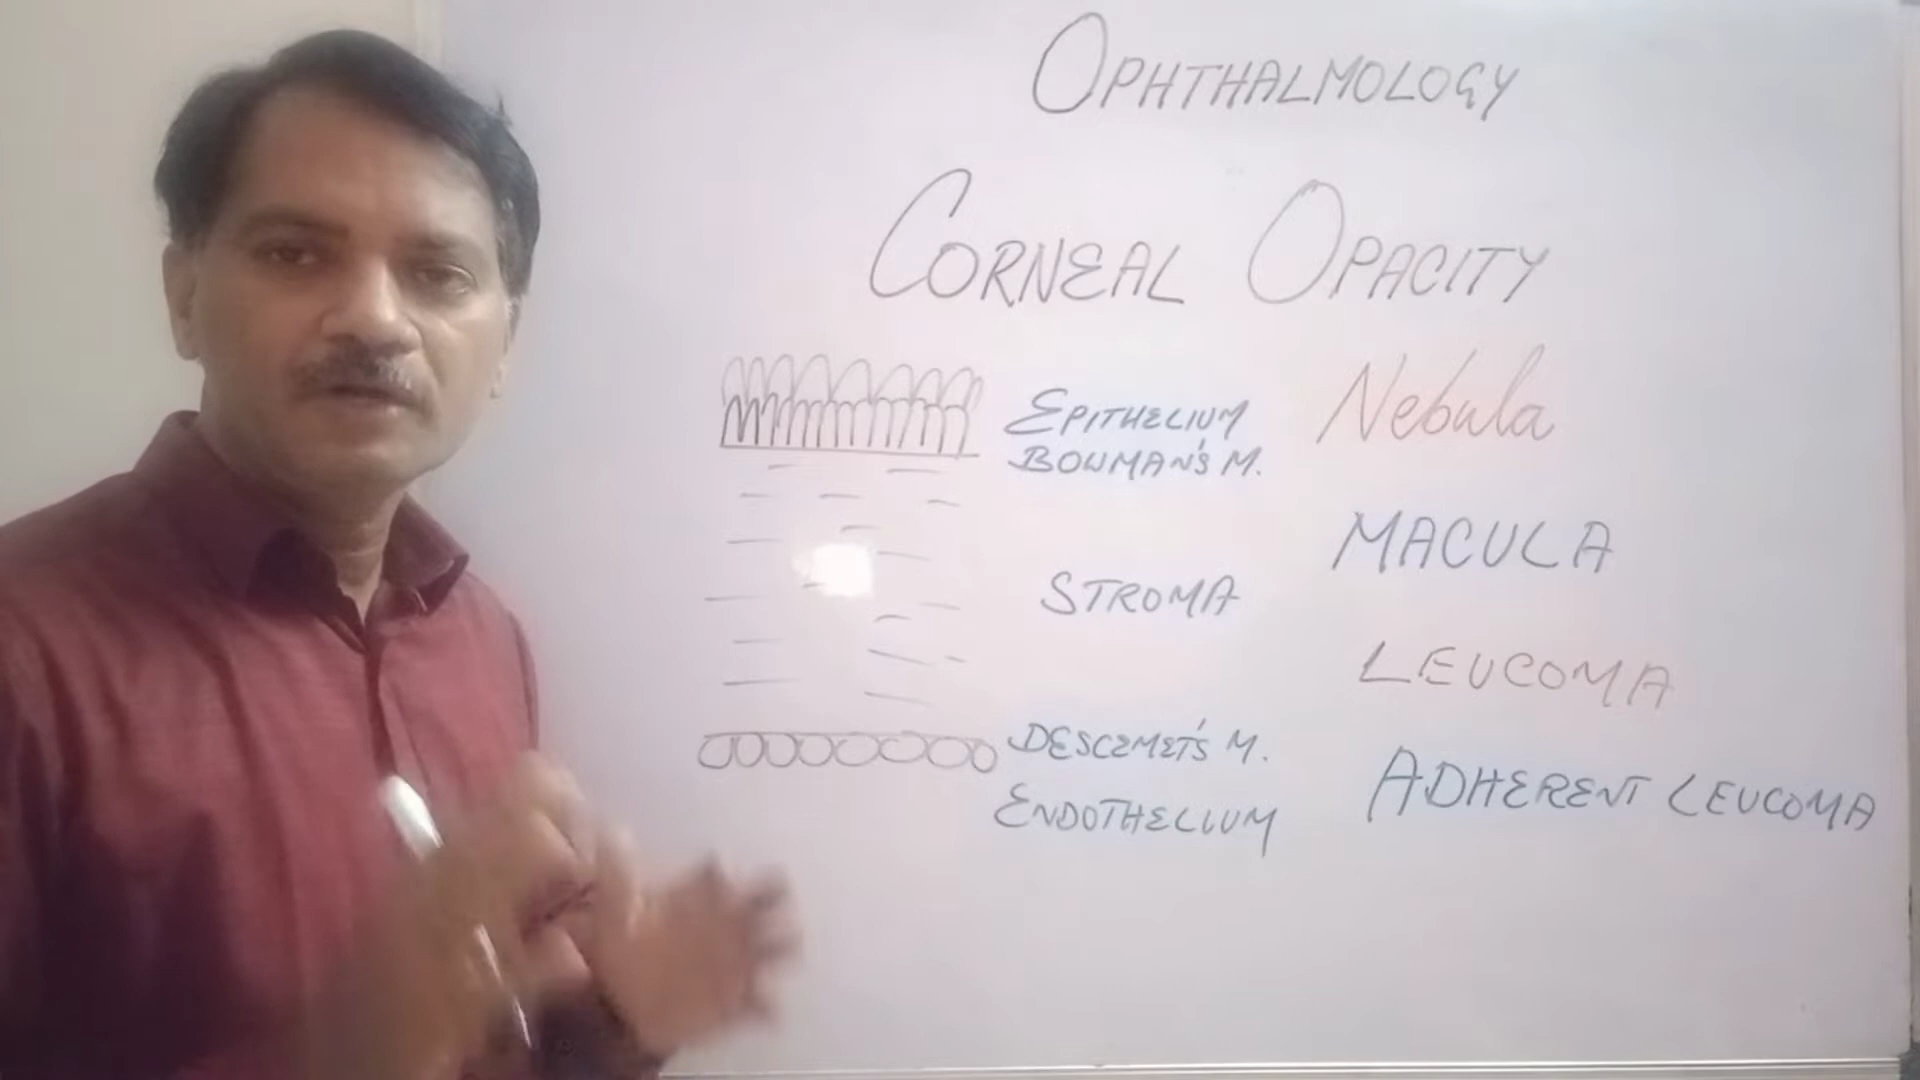 OPHTHALMOLOGY
CORNEAL OPACITY
EPITHELIUM
BOWMAN'S M.
STROMA
DESCEMET'S M.
ENDOTHELIUM
Nebula
MACULA
LEUCOMA
ADHERENT LEUCOMA